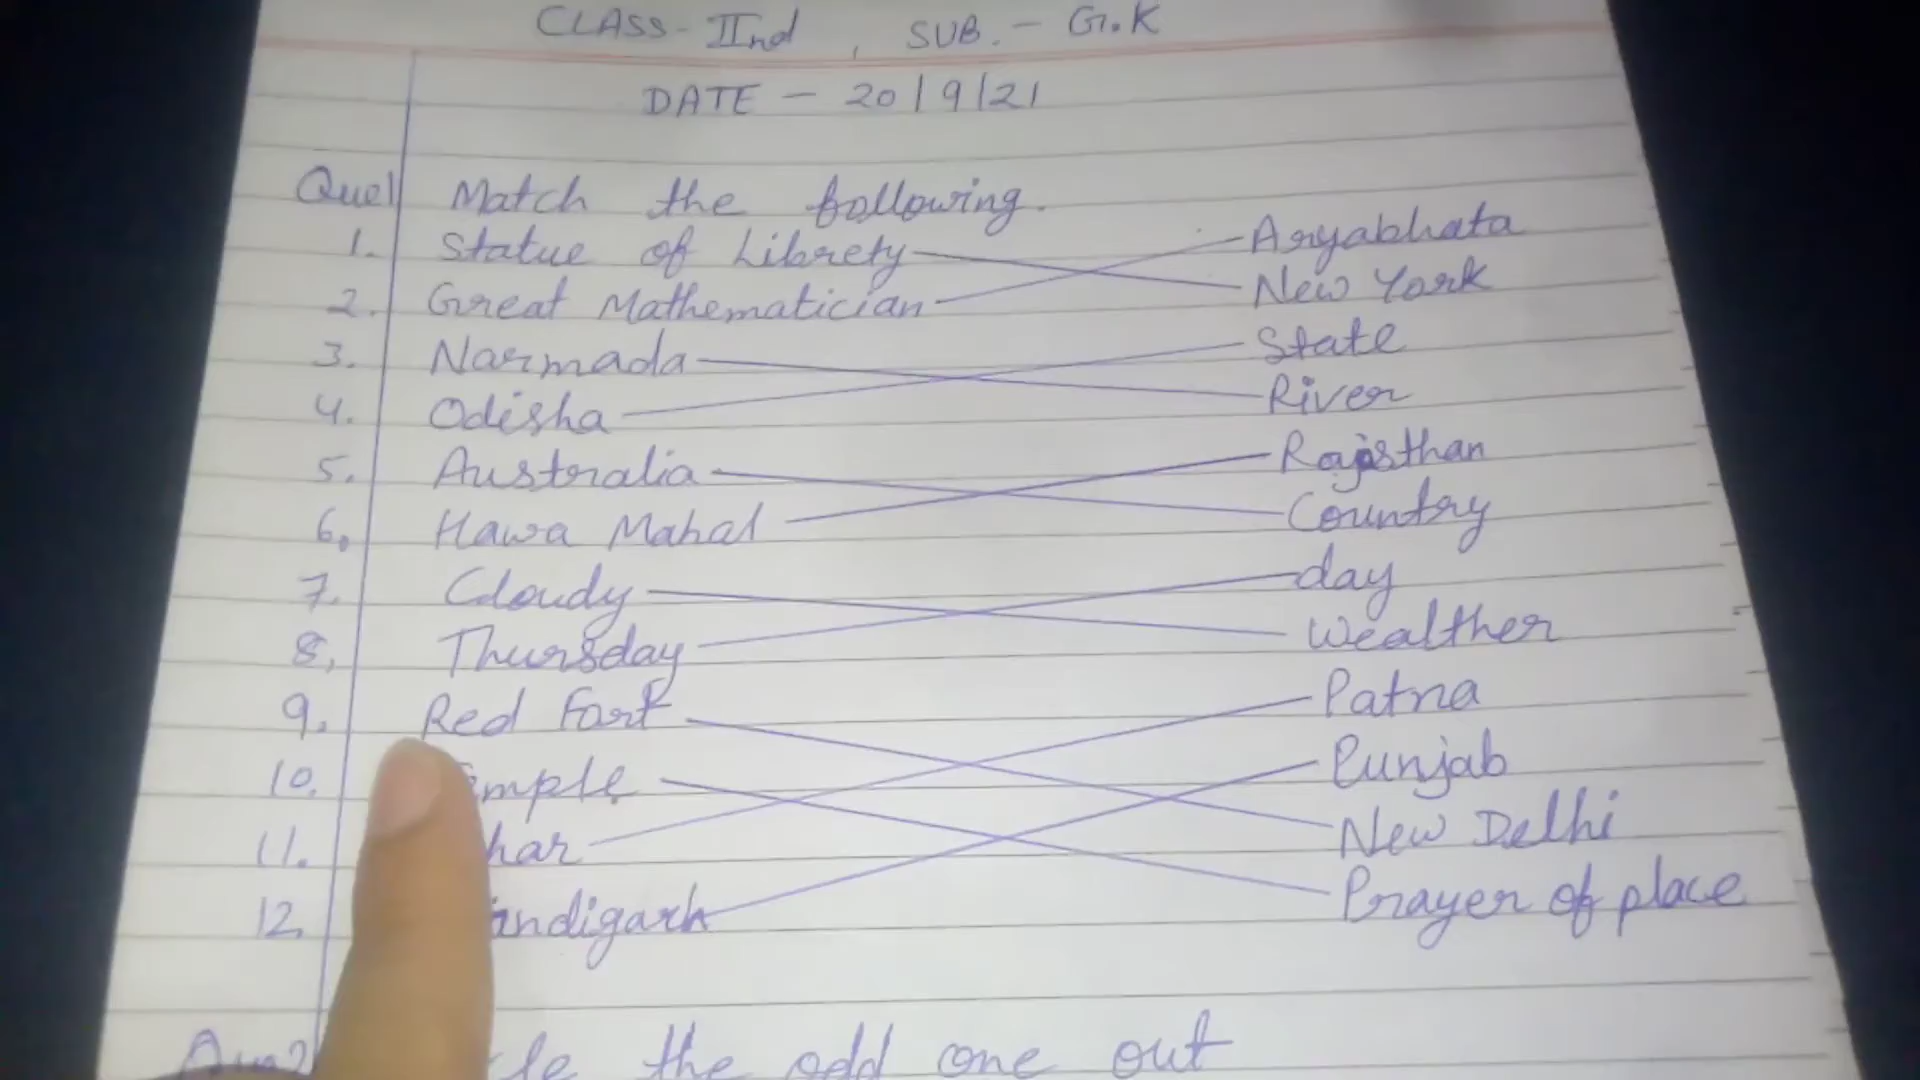 CLASS-IInd, SUB.- G.K
DATE - 20/9/21
Que1 Match the following.
1. Statue of Librety Aryabhata
2. Great Mathematician New York
3. Narmada State
4. Odisha River
5. Australia Rajasthan
6. Hawa Mahal Country
7. Cloudy day
8. Thursday Wealther
9. Red Fort Patna
10. emple Punjab
11. har New Delhi
12. andigarh Prayer of place
the odd one out